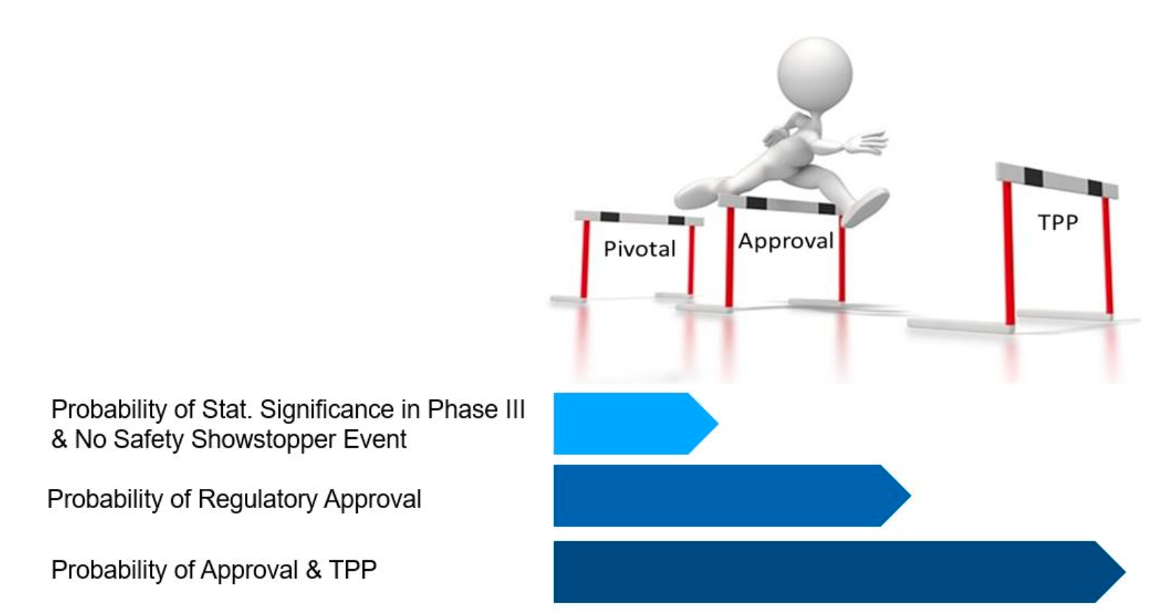 Pivotal
Approval
TPP
Probability of Stat. Significance in Phase III
& No Safety Showstopper Event
Probability of Regulatory Approval
Probability of Approval & TPP